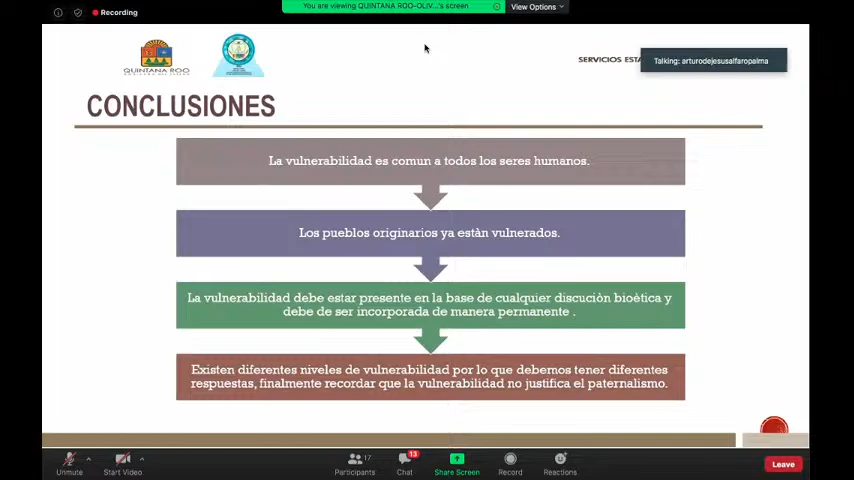 Recording
You are viewing QUINTANA ROO-OLIV...'s screen
View Options
QUINTANA ROO
SERVICIOS ESTA
Talking: arturodejesusalfaropalma
CONCLUSIONES
La vulnerabilidad es comun a todos los seres humanos.
Los pueblos originarios ya estàn vulnerados.
La vulnerabilidad debe estar presente en la base de cualquier discuciòn bioètica y
debe de ser incorporada de manera permanente .
Existen diferentes niveles de vulnerabilidad por lo que debemos tener diferentes
respuestas, finalmente recordar que la vulnerabilidad no justifica el paternalismo.
17
13
Unmute
Start Video
Participants
Chat
Share Screen
Record
Reactions
Leave